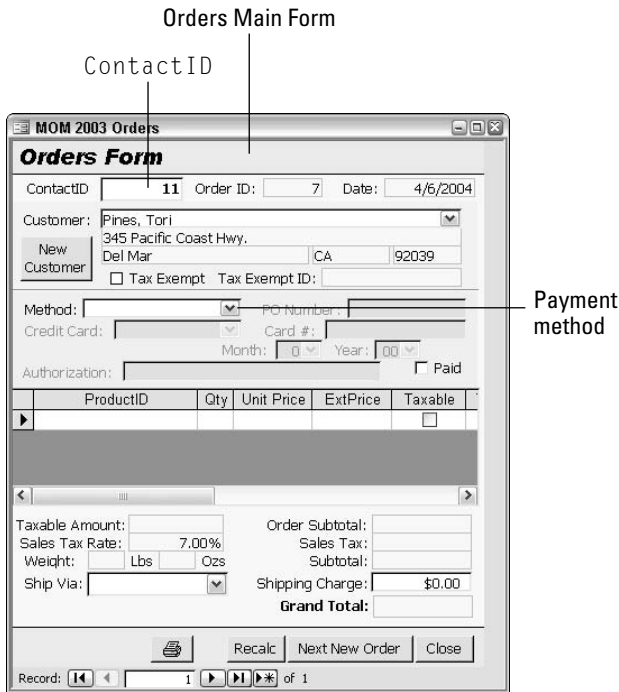 Orders Main Form
ContactID
MOM 2003 Orders
Orders Form
ContactID 11 Order ID: 7 Date: 4/6/2004
Customer: Pines, Tori
345 Pacific Coast Hwy.
New Customer
Del Mar CA 92039
Tax Exempt Tax Exempt ID:
Method: PO Number:
Payment method
Credit Card: Card #:
Month: 0 Year: 00
Authorization: Paid
ProductID Qty Unit Price ExtPrice Taxable
Taxable Amount: Order Subtotal:
Sales Tax Rate: 7.00% Sales Tax:
Weight: Lbs Ozs Subtotal:
Ship Via: Shipping Charge: $0.00
Grand Total:
Recalc Next New Order Close
Record: 1 of 1